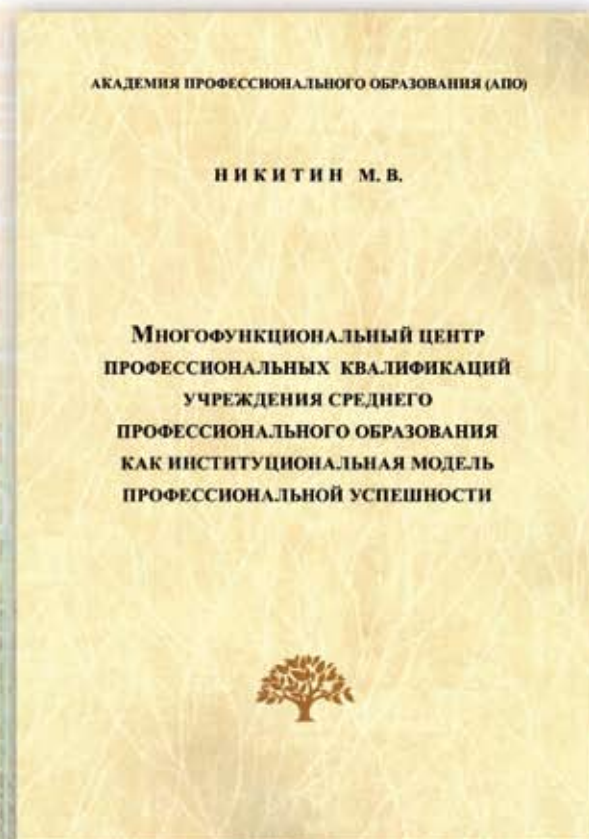 АКАДЕМИЯ ПРОФЕССИОНАЛЬНОГО ОБРАЗОВАНИЯ (АПО)
НИКИТИН М. В.
МНОГОФУНКЦИОНАЛЬНЫЙ ЦЕНТР
ПРОФЕССИОНАЛЬНЫХ КВАЛИФИКАЦИЙ
УЧРЕЖДЕНИЯ СРЕДНЕГО
ПРОФЕССИОНАЛЬНОГО ОБРАЗОВАНИЯ
КАК ИНСТИТУЦИОНАЛЬНАЯ МОДЕЛЬ
ПРОФЕССИОНАЛЬНОЙ УСПЕШНОСТИ